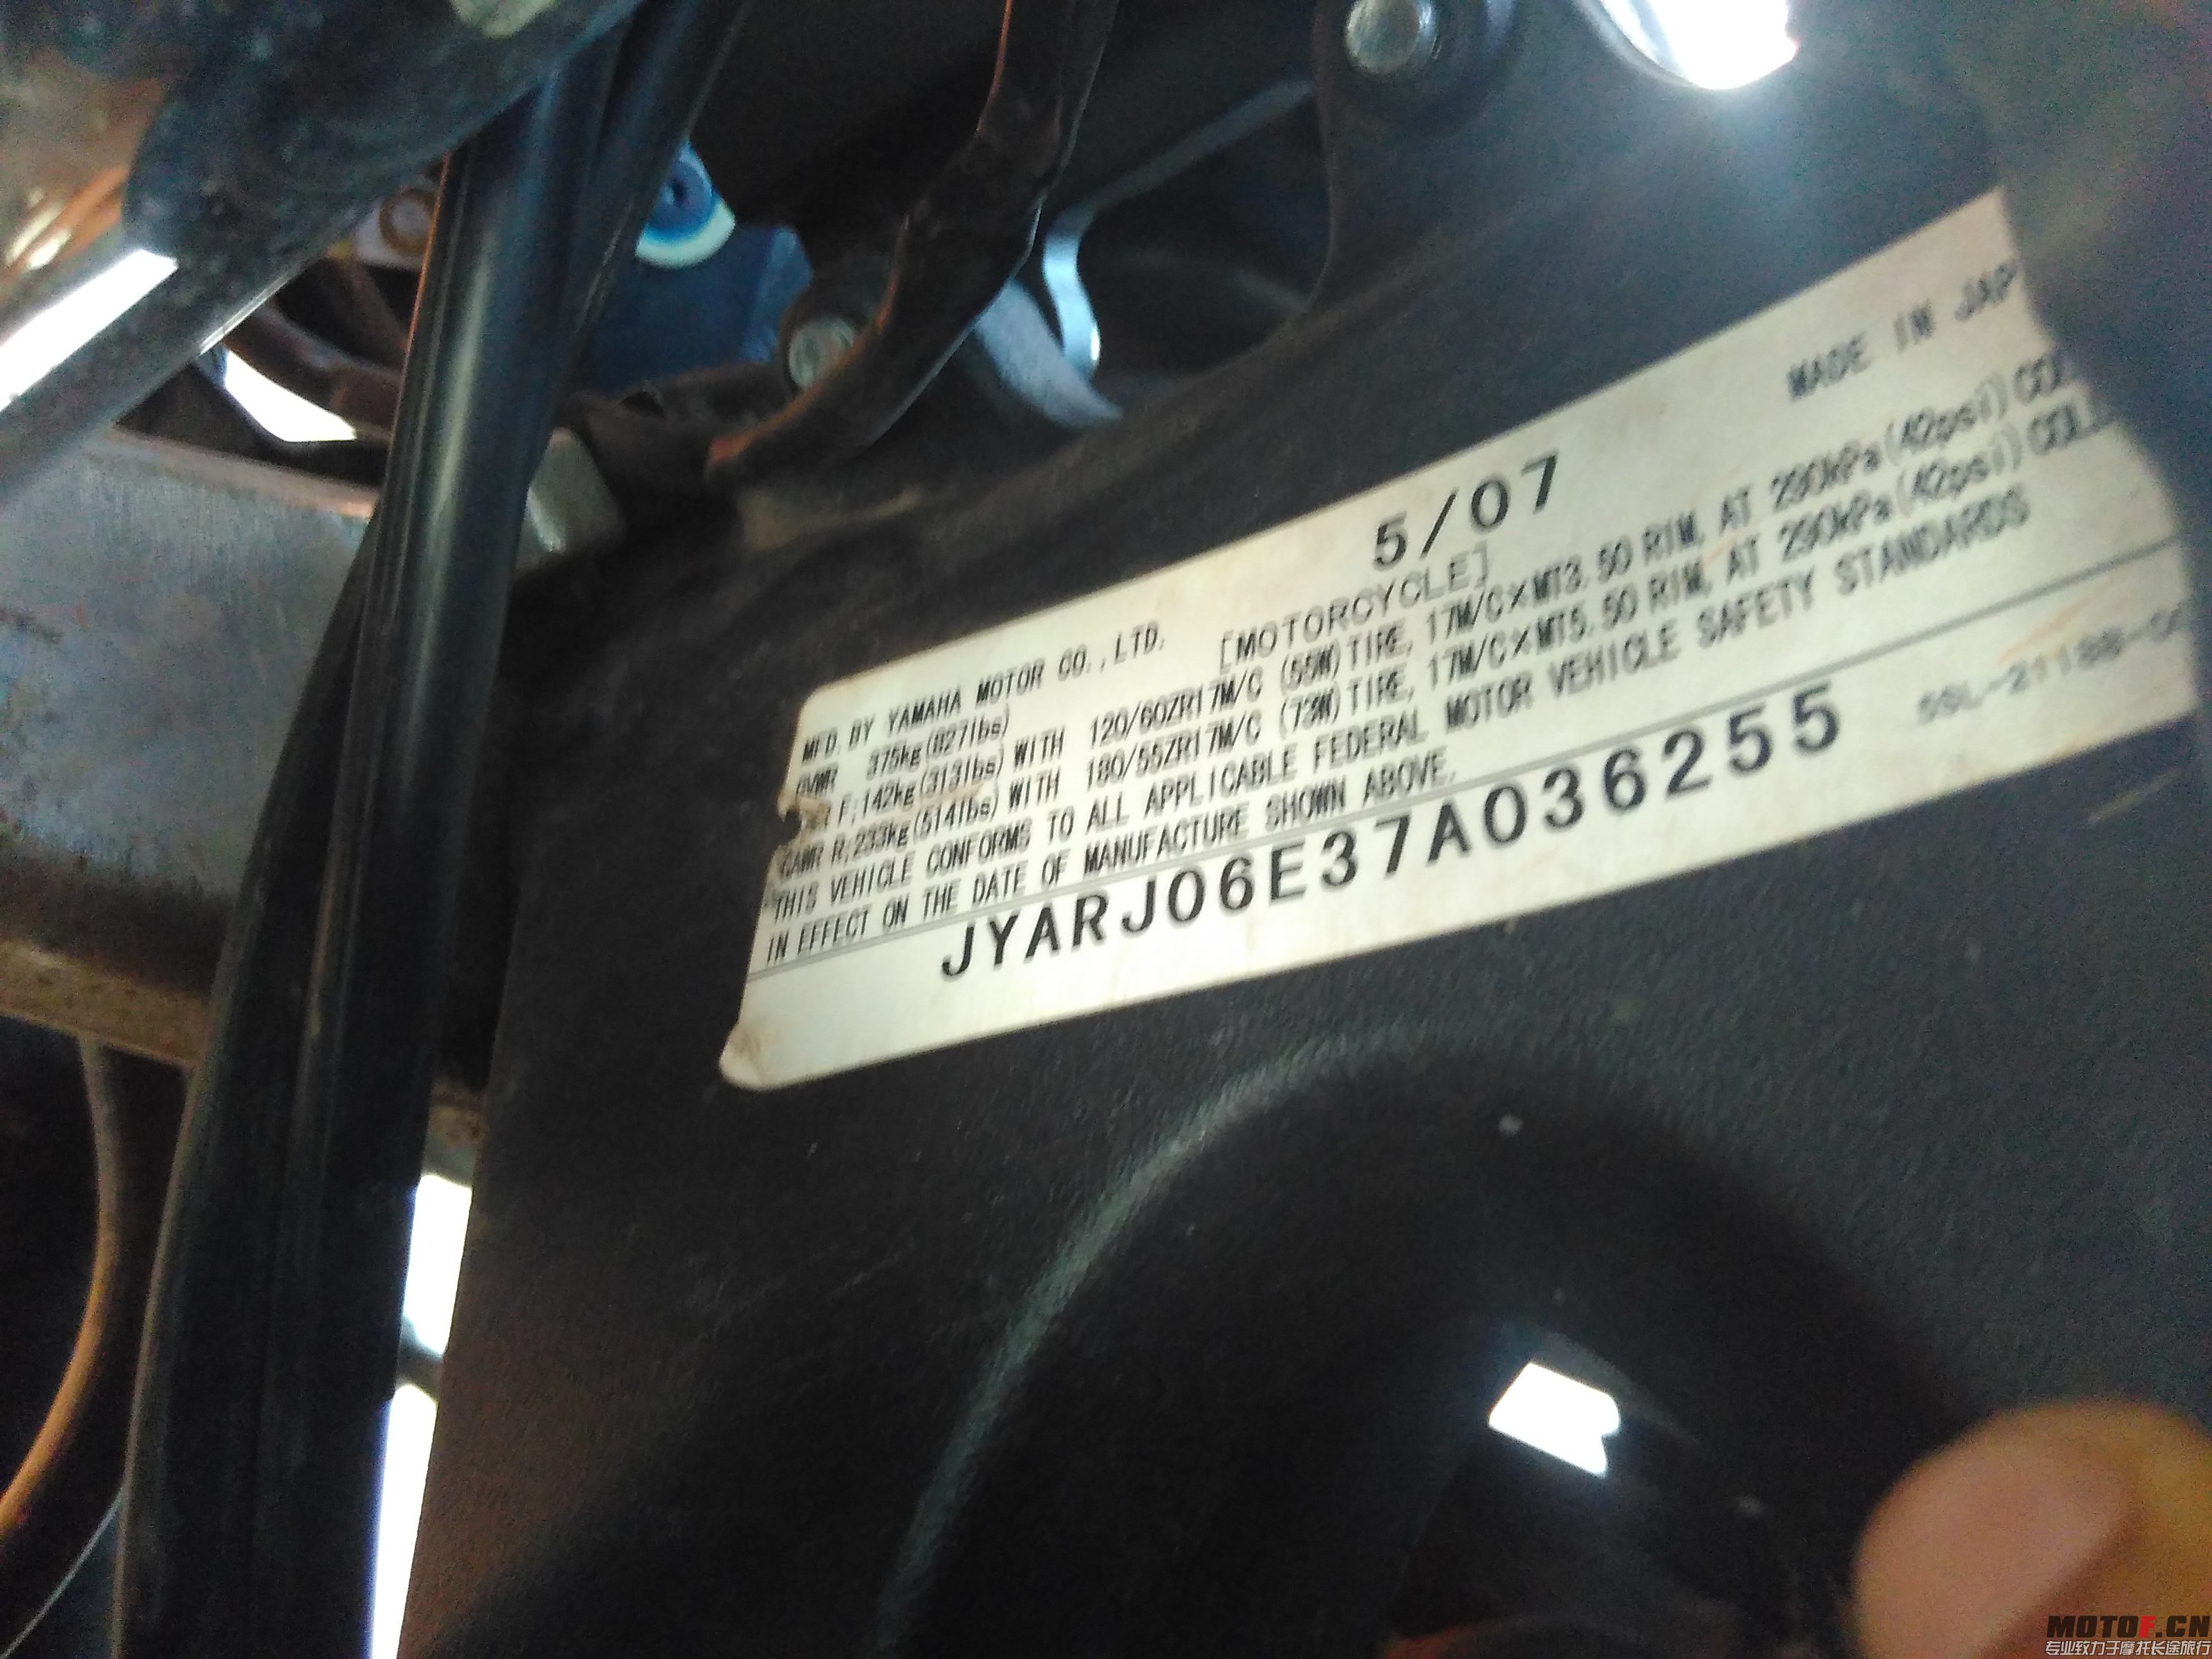 MFD. BY YAMAHA MOTOR CO., LTD. 5/07 MADE IN JAP
GVWR 375kg(827lbs) [MOTORCYCLE]
R F;142kg(313lbs) WITH 120/60ZR17M/C (55W) TIRE, 17M/C×MT3.50 RIM, AT 290kPa(42psi) COL
GAWR R;233kg(514lbs) WITH 180/55ZR17M/C (73W) TIRE, 17M/C×MT5.50 RIM, AT 290kPa(42psi) COL
THIS VEHICLE CONFORMS TO ALL APPLICABLE FEDERAL MOTOR VEHICLE SAFETY STANDARDS
IN EFFECT ON THE DATE OF MANUFACTURE SHOWN ABOVE.
JYARJ06E37A036255
MOTOF.CN
专业致力于摩托长途旅行